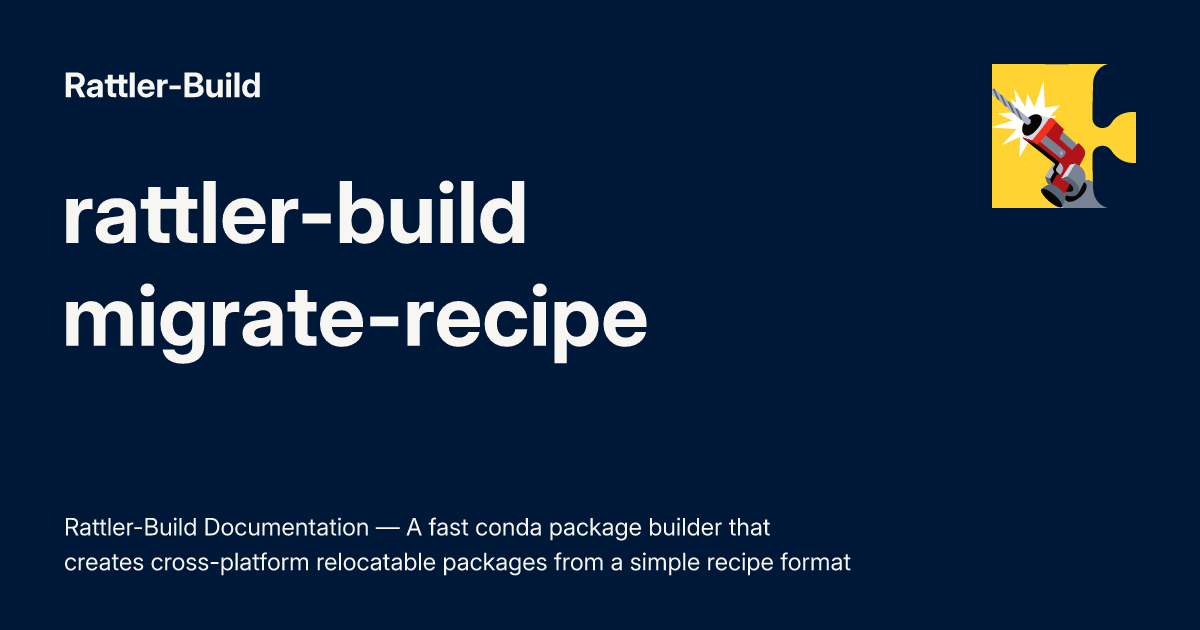 Rattler-Build
rattler-build
migrate-recipe
Rattler-Build Documentation — A fast conda package builder that
creates cross-platform relocatable packages from a simple recipe format